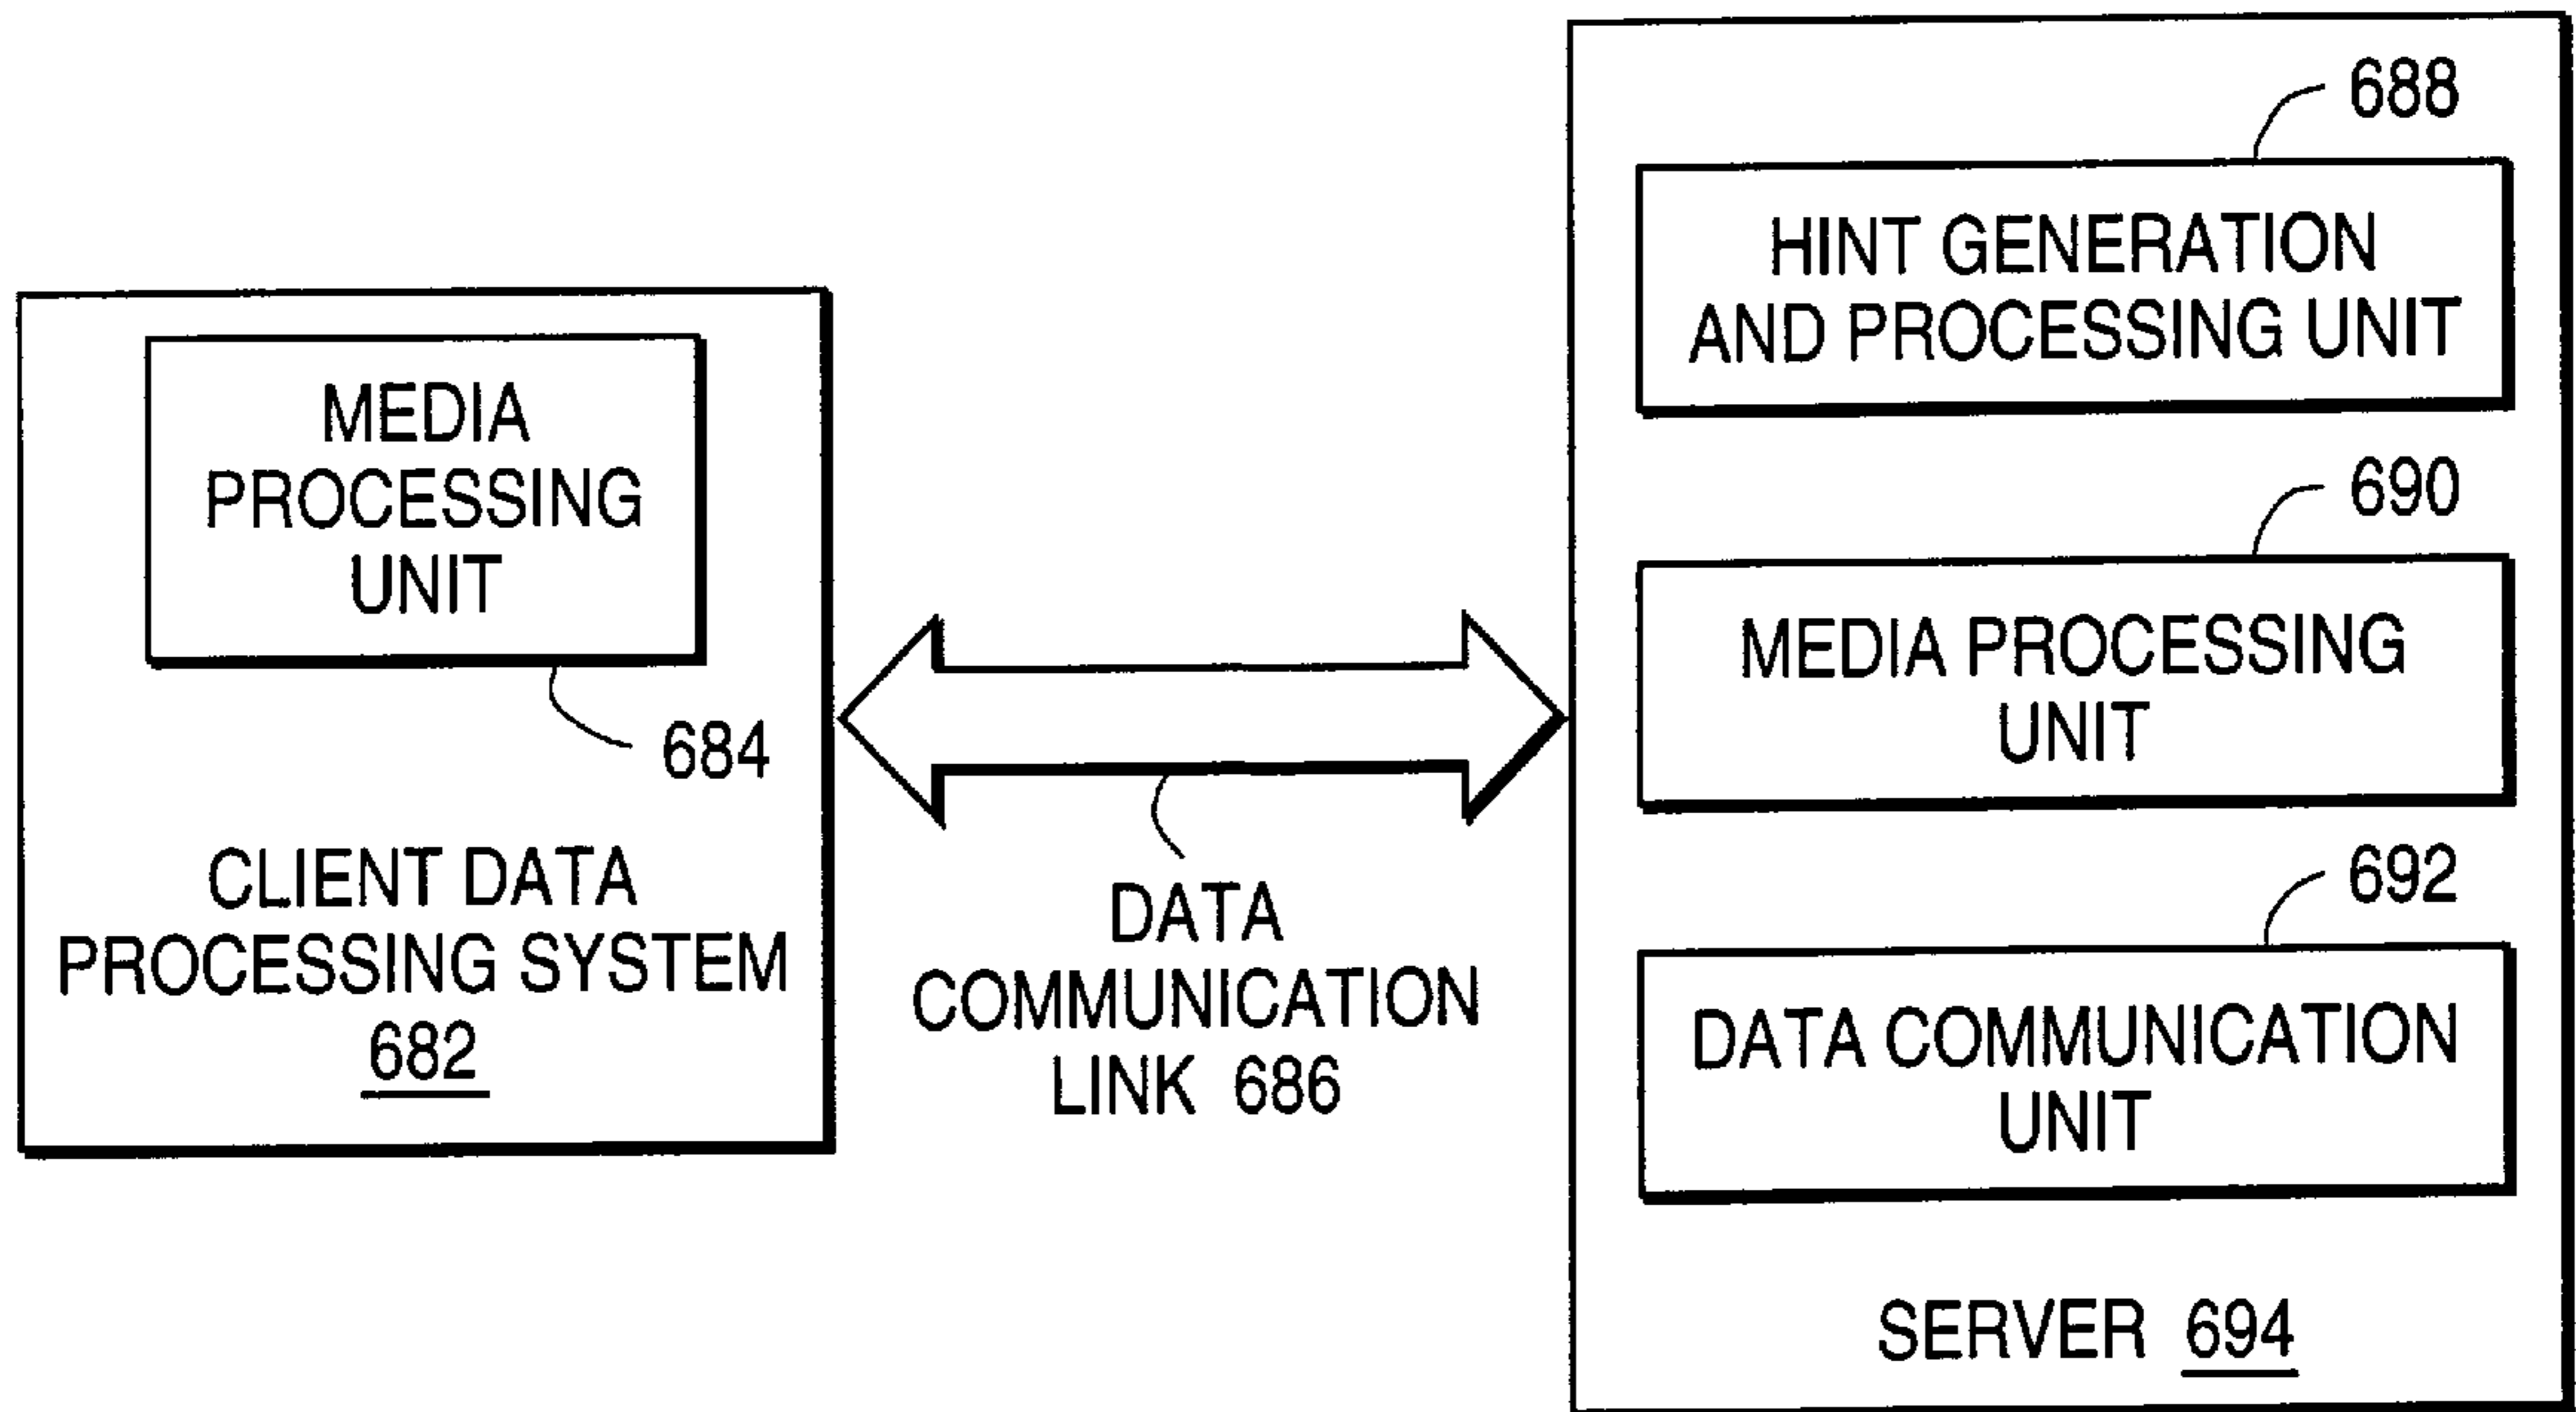 MEDIA
PROCESSING
UNIT
684
CLIENT DATA
PROCESSING SYSTEM
682
DATA
COMMUNICATION
LINK 686
688
HINT GENERATION
AND PROCESSING UNIT
690
MEDIA PROCESSING
UNIT
692
DATA COMMUNICATION
UNIT
SERVER 694